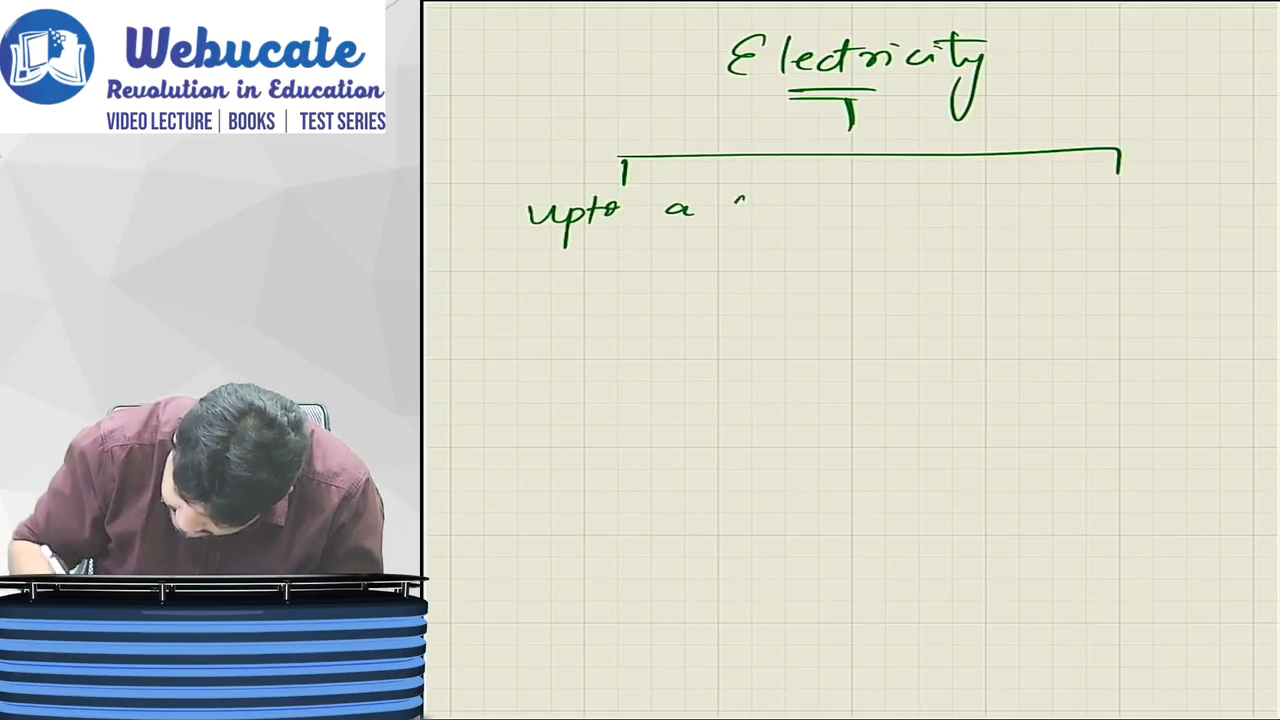 Webucate
Revolution in Education
VIDEO LECTURE | BOOKS | TEST SERIES
Electricity
upto a